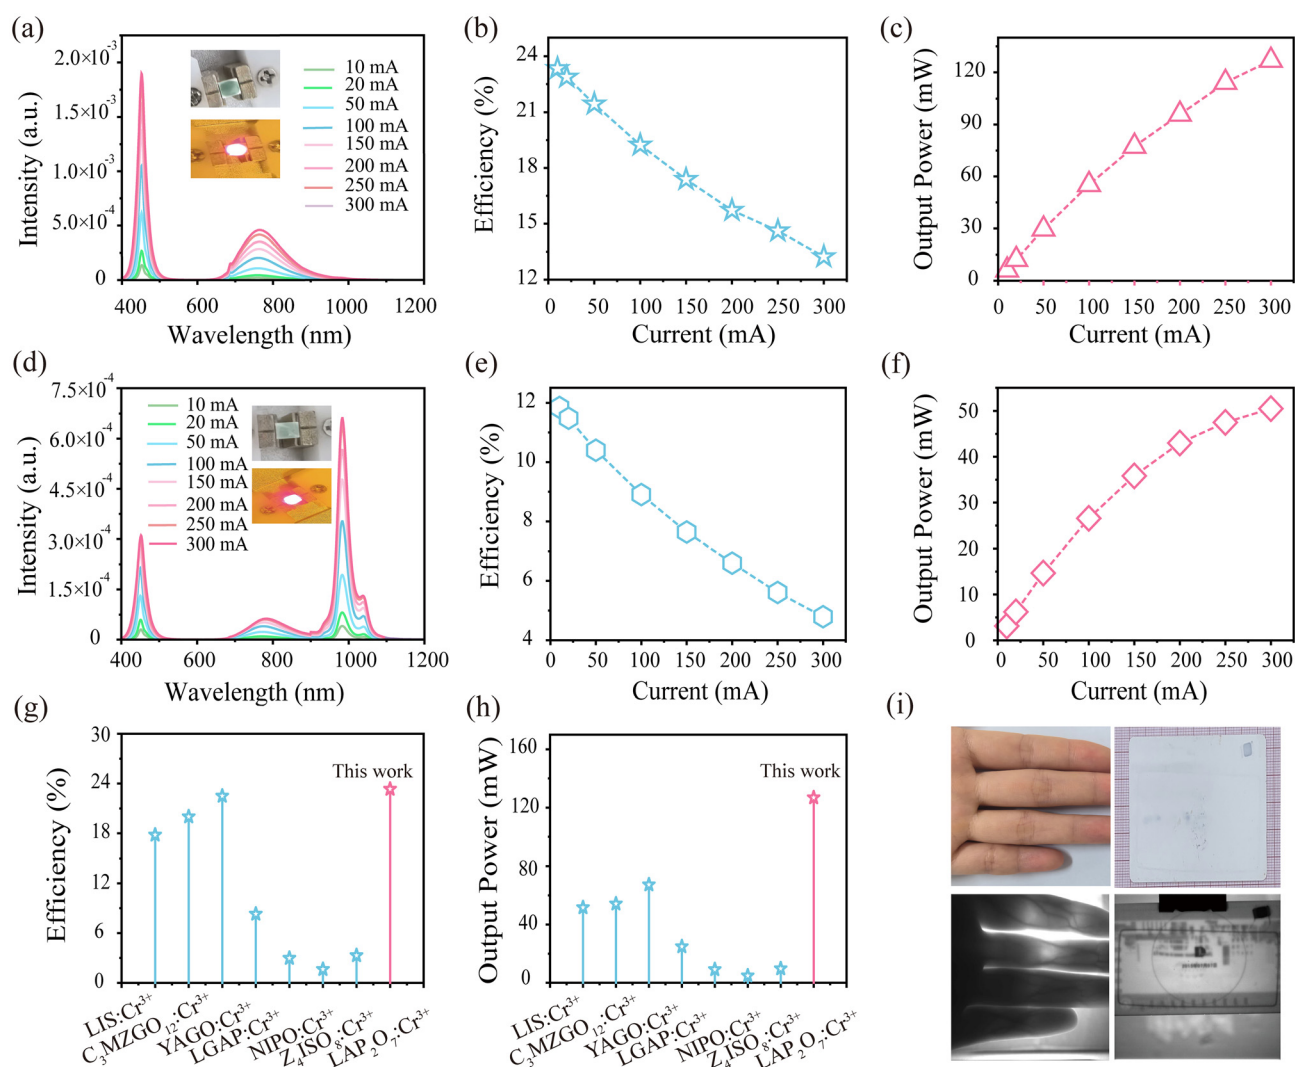 (a)
2.0×10⁻³
1.5×10⁻³
1.0×10⁻³
5.0×10⁻⁴
0
Intensity (a.u.)
10 mA
20 mA
50 mA
100 mA
150 mA
200 mA
250 mA
300 mA
400 600 800 1000 1200
Wavelength (nm)
(b)
24
21
18
15
12
Efficiency (%)
0 50 100 150 200 250 300
Current (mA)
(c)
120
90
60
30
0
Output Power (mW)
0 50 100 150 200 250 300
Current (mA)
(d)
7.5×10⁻⁴
6.0×10⁻⁴
4.5×10⁻⁴
3.0×10⁻⁴
1.5×10⁻⁴
0
Intensity (a.u.)
10 mA
20 mA
50 mA
100 mA
150 mA
200 mA
250 mA
300 mA
400 600 800 1000 1200
Wavelength (nm)
(e)
12
10
8
6
4
Efficiency (%)
0 50 100 150 200 250 300
Current (mA)
(f)
50
40
30
20
10
0
Output Power (mW)
0 50 100 150 200 250 300
Current (mA)
(g)
30
24
18
12
6
0
Efficiency (%)
This work
LIS:Cr³⁺
C₃MZGO₁₂:Cr³⁺
YAGO:Cr³⁺
LGAP:Cr³⁺
NIPO:Cr³⁺
Z₄ISO₈:Cr³⁺
LAP₂O₇:Cr³⁺
(h)
160
120
80
40
0
Output Power (mW)
This work
LIS:Cr³⁺
C₃MZGO₁₂:Cr³⁺
YAGO:Cr³⁺
LGAP:Cr³⁺
NIPO:Cr³⁺
Z₄ISO₈:Cr³⁺
LAP₂O₇:Cr³⁺
(i)